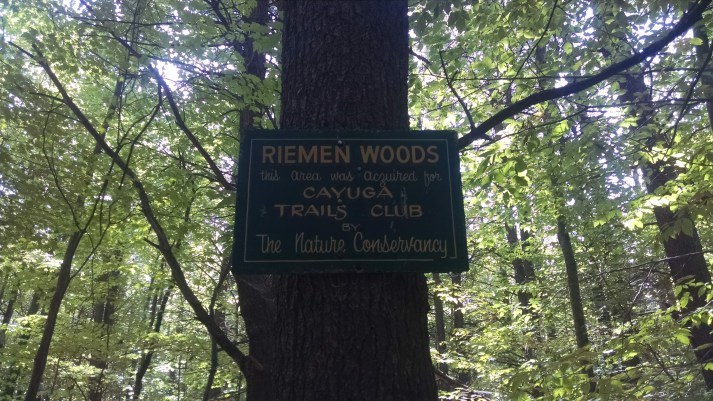 RIEMEN WOODS
this area was acquired for
CAYUGA
TRAILS CLUB
BY
The Nature Conservancy